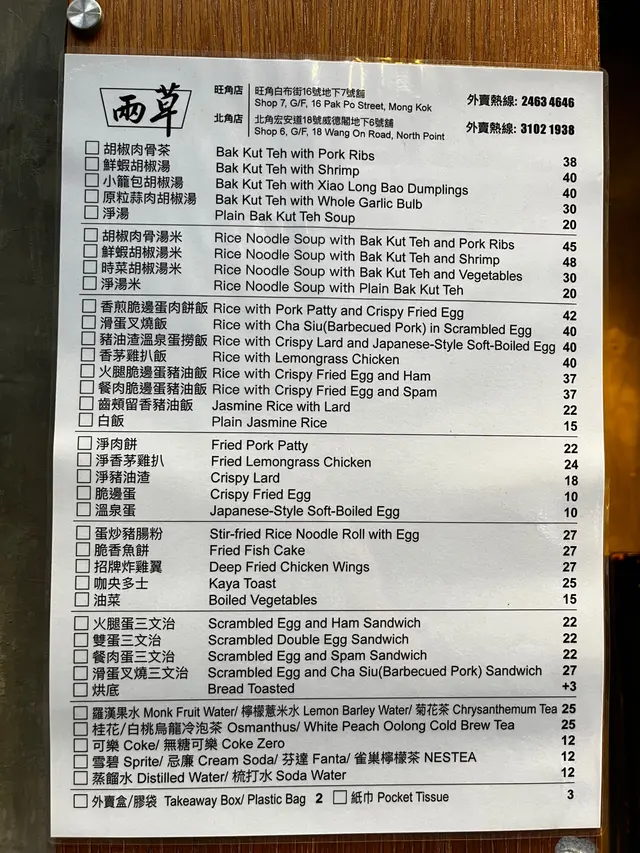 兩草
旺角店 旺角白布街16號地下7號舖
Shop 7, G/F, 16 Pak Po Street, Mong Kok
外賣熱線: 2463 4646
北角店 北角宏安道18號威德閣地下6號舖
Shop 6, G/F, 18 Wang On Road, North Point
外賣熱線: 3102 1938
胡椒肉骨茶 Bak Kut Teh with Pork Ribs 38
鮮蝦胡椒湯 Bak Kut Teh with Shrimp 40
小籠包胡椒湯 Bak Kut Teh with Xiao Long Bao Dumplings 40
原粒蒜肉胡椒湯 Bak Kut Teh with Whole Garlic Bulb 30
淨湯 Plain Bak Kut Teh Soup 20
胡椒肉骨湯米 Rice Noodle Soup with Bak Kut Teh and Pork Ribs 45
鮮蝦胡椒湯米 Rice Noodle Soup with Bak Kut Teh and Shrimp 48
時菜胡椒湯米 Rice Noodle Soup with Bak Kut Teh and Vegetables 30
淨湯米 Rice Noodle Soup with Plain Bak Kut Teh 20
香煎脆邊蛋肉餅飯 Rice with Pork Patty and Crispy Fried Egg 42
滑蛋叉燒飯 Rice with Cha Siu(Barbecued Pork) in Scrambled Egg 40
豬油渣溫泉蛋撈飯 Rice with Crispy Lard and Japanese-Style Soft-Boiled Egg 40
香茅雞扒飯 Rice with Lemongrass Chicken 40
火腿脆邊蛋豬油飯 Rice with Crispy Fried Egg and Ham 37
餐肉脆邊蛋豬油飯 Rice with Crispy Fried Egg and Spam 37
齒頰留香豬油飯 Jasmine Rice with Lard 22
白飯 Plain Jasmine Rice 15
淨肉餅 Fried Pork Patty 22
淨香茅雞扒 Fried Lemongrass Chicken 24
淨豬油渣 Crispy Lard 18
脆邊蛋 Crispy Fried Egg 10
溫泉蛋 Japanese-Style Soft-Boiled Egg 10
蛋炒豬腸粉 Stir-fried Rice Noodle Roll with Egg 27
脆香魚餅 Fried Fish Cake 27
招牌炸雞翼 Deep Fried Chicken Wings 27
咖央多士 Kaya Toast 25
油菜 Boiled Vegetables 15
火腿蛋三文治 Scrambled Egg and Ham Sandwich 22
雙蛋三文治 Scrambled Double Egg Sandwich 22
餐肉蛋三文治 Scrambled Egg and Spam Sandwich 22
滑蛋叉燒三文治 Scrambled Egg and Cha Siu(Barbecued Pork) Sandwich 27
烘底 Bread Toasted +3
羅漢果水 Monk Fruit Water/ 檸檬薏米水 Lemon Barley Water/ 菊花茶 Chrysanthemum Tea 25
桂花/白桃烏龍冷泡茶 Osmanthus/ White Peach Oolong Cold Brew Tea 25
可樂 Coke/ 無糖可樂 Coke Zero 12
雪碧 Sprite/ 忌廉 Cream Soda/ 芬達 Fanta/ 雀巢檸檬茶 NESTEA 12
蒸餾水 Distilled Water/ 梳打水 Soda Water 12
外賣盒/膠袋 Takeaway Box/ Plastic Bag 2 紙巾 Pocket Tissue 3